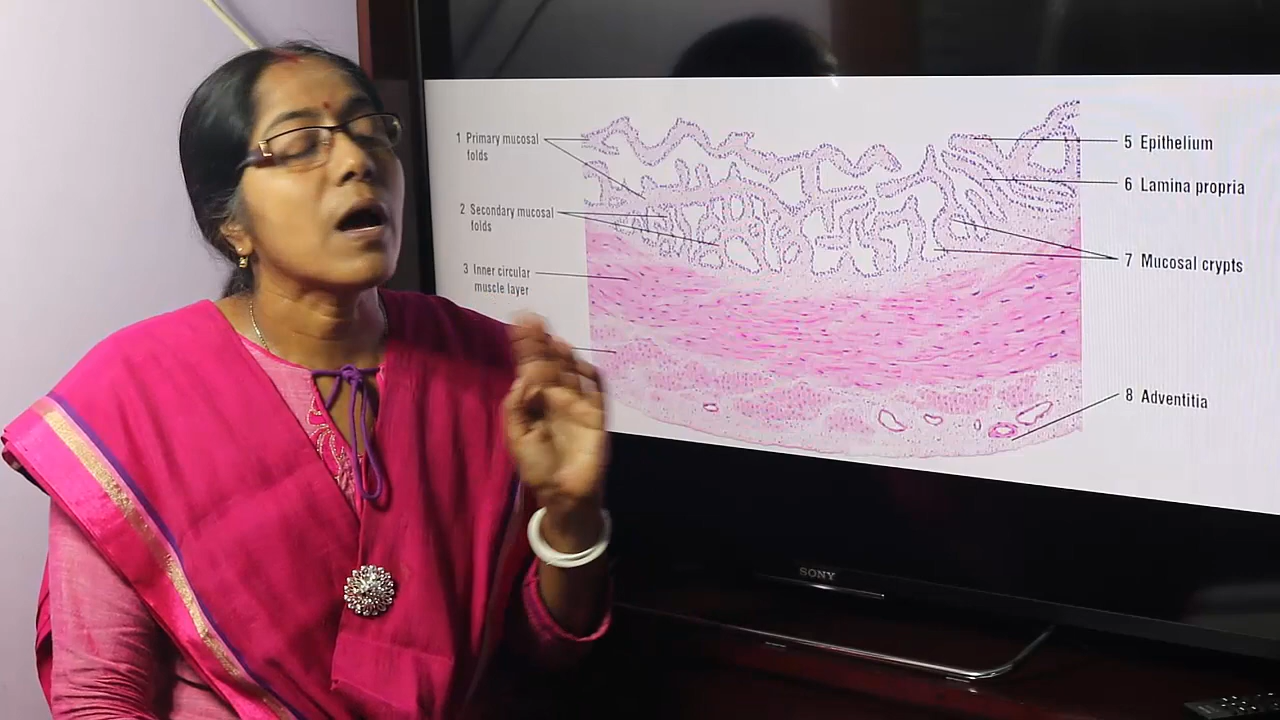 1 Primary mucosal
folds
2 Secondary mucosal
folds
3 Inner circular
muscle layer
5 Epithelium
6 Lamina propria
7 Mucosal crypts
8 Adventitia
SONY